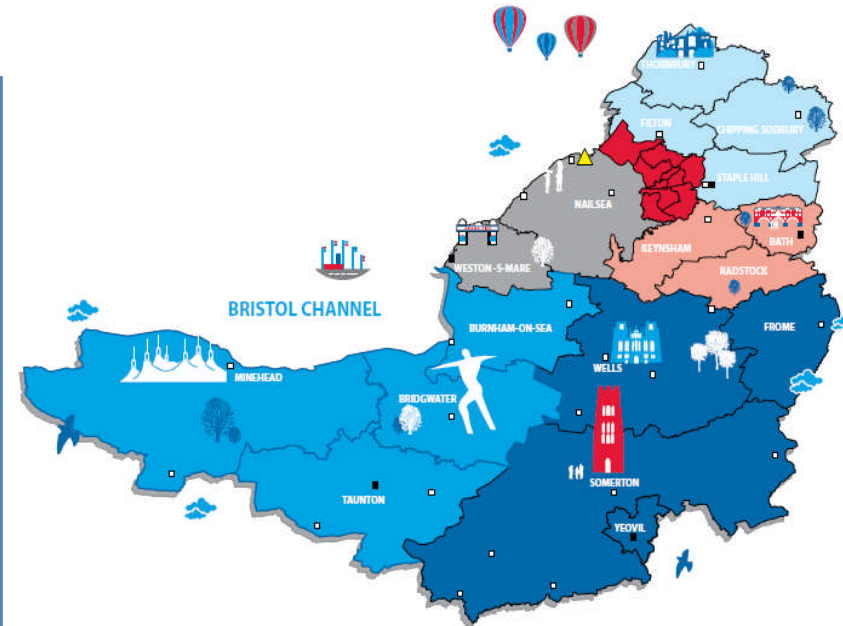 THORNBURY
FILTON
CHIPPING SODBURY
STAPLE HILL
NAILSEA
KEYNSHAM
BATH
WESTON-S-MARE
RADSTOCK
BRISTOL CHANNEL
BURNHAM-ON-SEA
FROME
WELLS
MINEHEAD
BRIDGWATER
SOMERTON
TAUNTON
YEOVIL